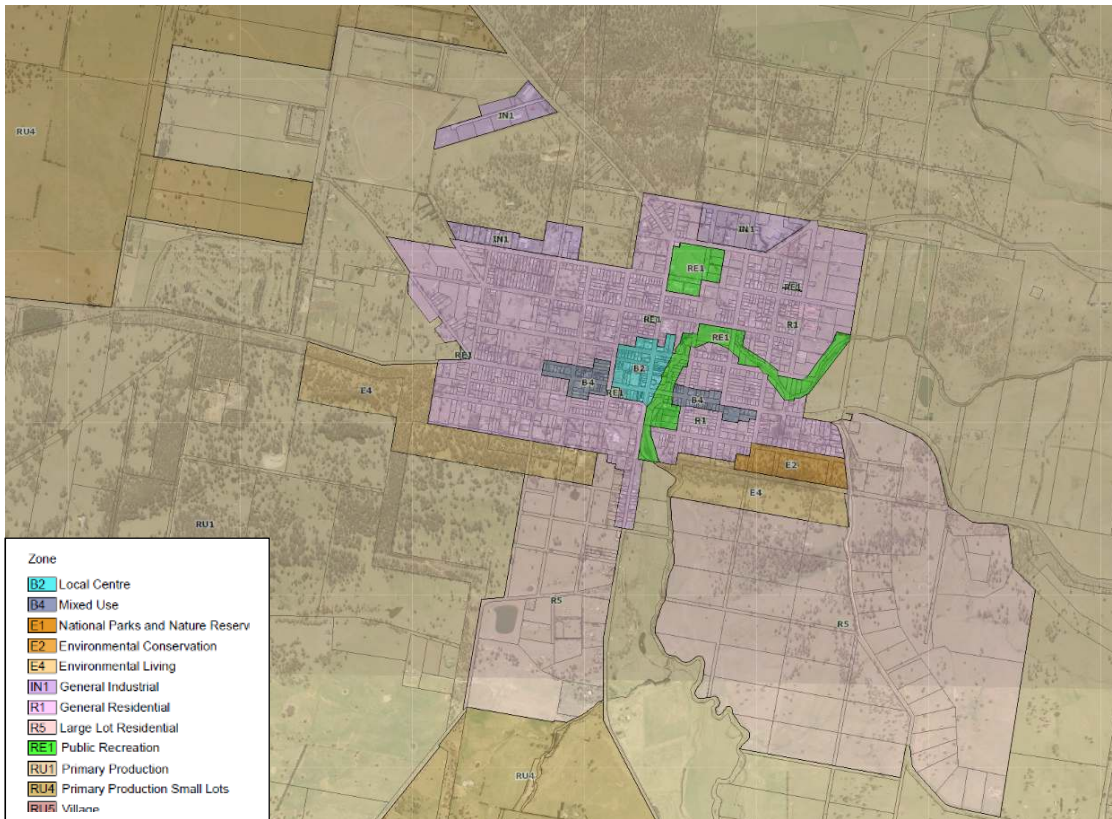 IN1
RU4
IN1
IN1
RE1
RE1
RE1
R1
RE1
RE1
B2
B4
E4
RE1
B4
R1
E2
E4
RU1
R5
R5
RU4
Zone
B2 Local Centre
B4 Mixed Use
E1 National Parks and Nature Reserv
E2 Environmental Conservation
E4 Environmental Living
IN1 General Industrial
R1 General Residential
R5 Large Lot Residential
RE1 Public Recreation
RU1 Primary Production
RU4 Primary Production Small Lots
RU5 Village